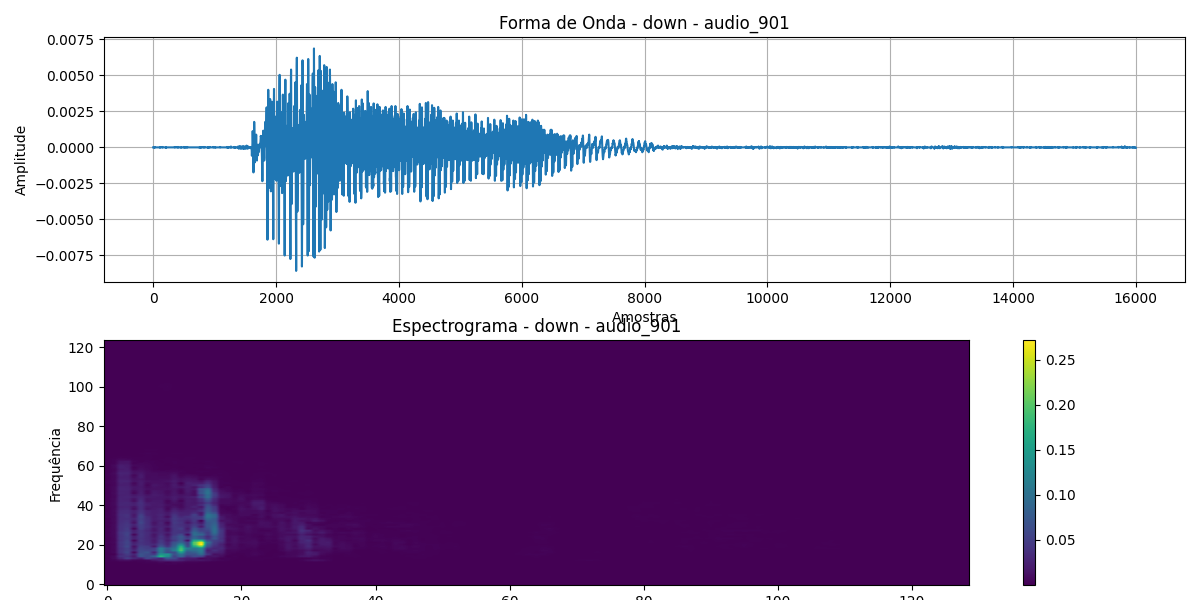 Forma de Onda - down - audio_901
Amplitude
0.0075
0.0050
0.0025
0.0000
−0.0025
−0.0050
−0.0075
0 2000 4000 6000 8000 10000 12000 14000 16000
Amostras
Espectrograma - down - audio_901
Frequência
120
100
80
60
40
20
0
0 20 40 60 80 100 120
0.25
0.20
0.15
0.10
0.05